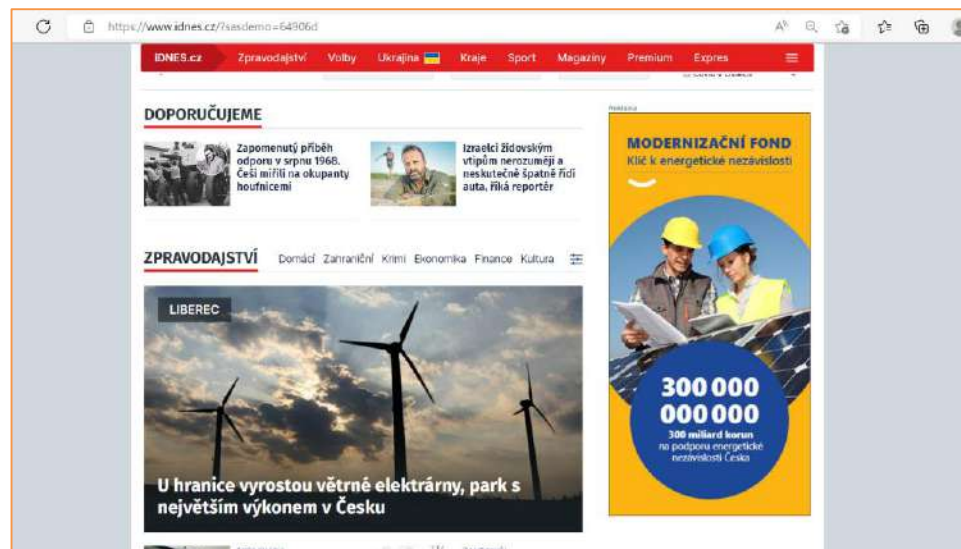 https://www.idnes.cz/?sasdemo=64906d
iDNES.cz Zpravodajství Volby Ukrajina Kraje Sport Magazíny Premium Expres
Reklama
DOPORUČUJEME
Zapomenutý příběh
odporu v srpnu 1968.
Češi mířili na okupanty
houfnicemi
Izraelci židovským
vtipům nerozumějí a
neskutečně špatně řídí
auta, říká reportér
ZPRAVODAJSTVÍ Domácí Zahraniční Krimi Ekonomika Finance Kultura
LIBEREC
U hranice vyrostou větrné elektrárny, park s
největším výkonem v Česku
MODERNIZAČNÍ FOND
Klíč k energetické nezávislosti
300 000
000 000
300 miliard korun
na podporu energetické
nezávislosti Česka